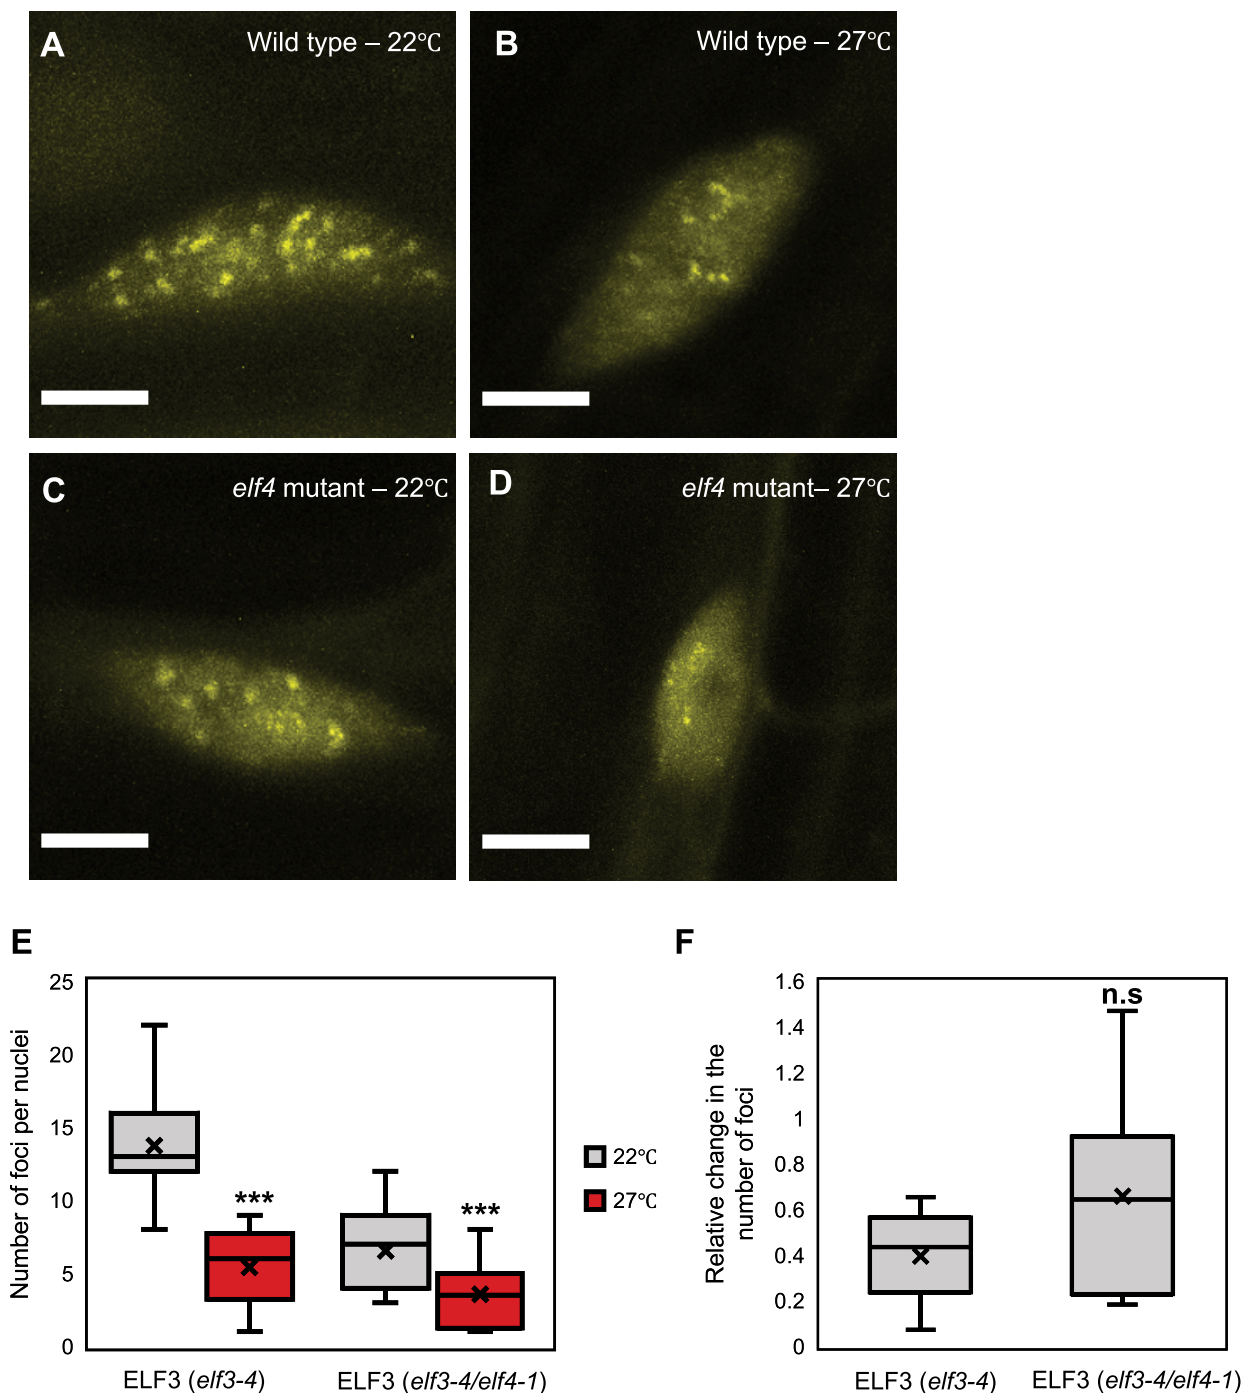 A
Wild type – 22°C
B
Wild type – 27°C
C
elf4 mutant – 22°C
D
elf4 mutant– 27°C
E
Number of foci per nuclei
25
20
15
10
5
0
***
***
ELF3 (elf3-4)
ELF3 (elf3-4/elf4-1)
22°C
27°C
F
Relative change in the
number of foci
1.6
1.4
1.2
1
0.8
0.6
0.4
0.2
0
n.s
ELF3 (elf3-4)
ELF3 (elf3-4/elf4-1)